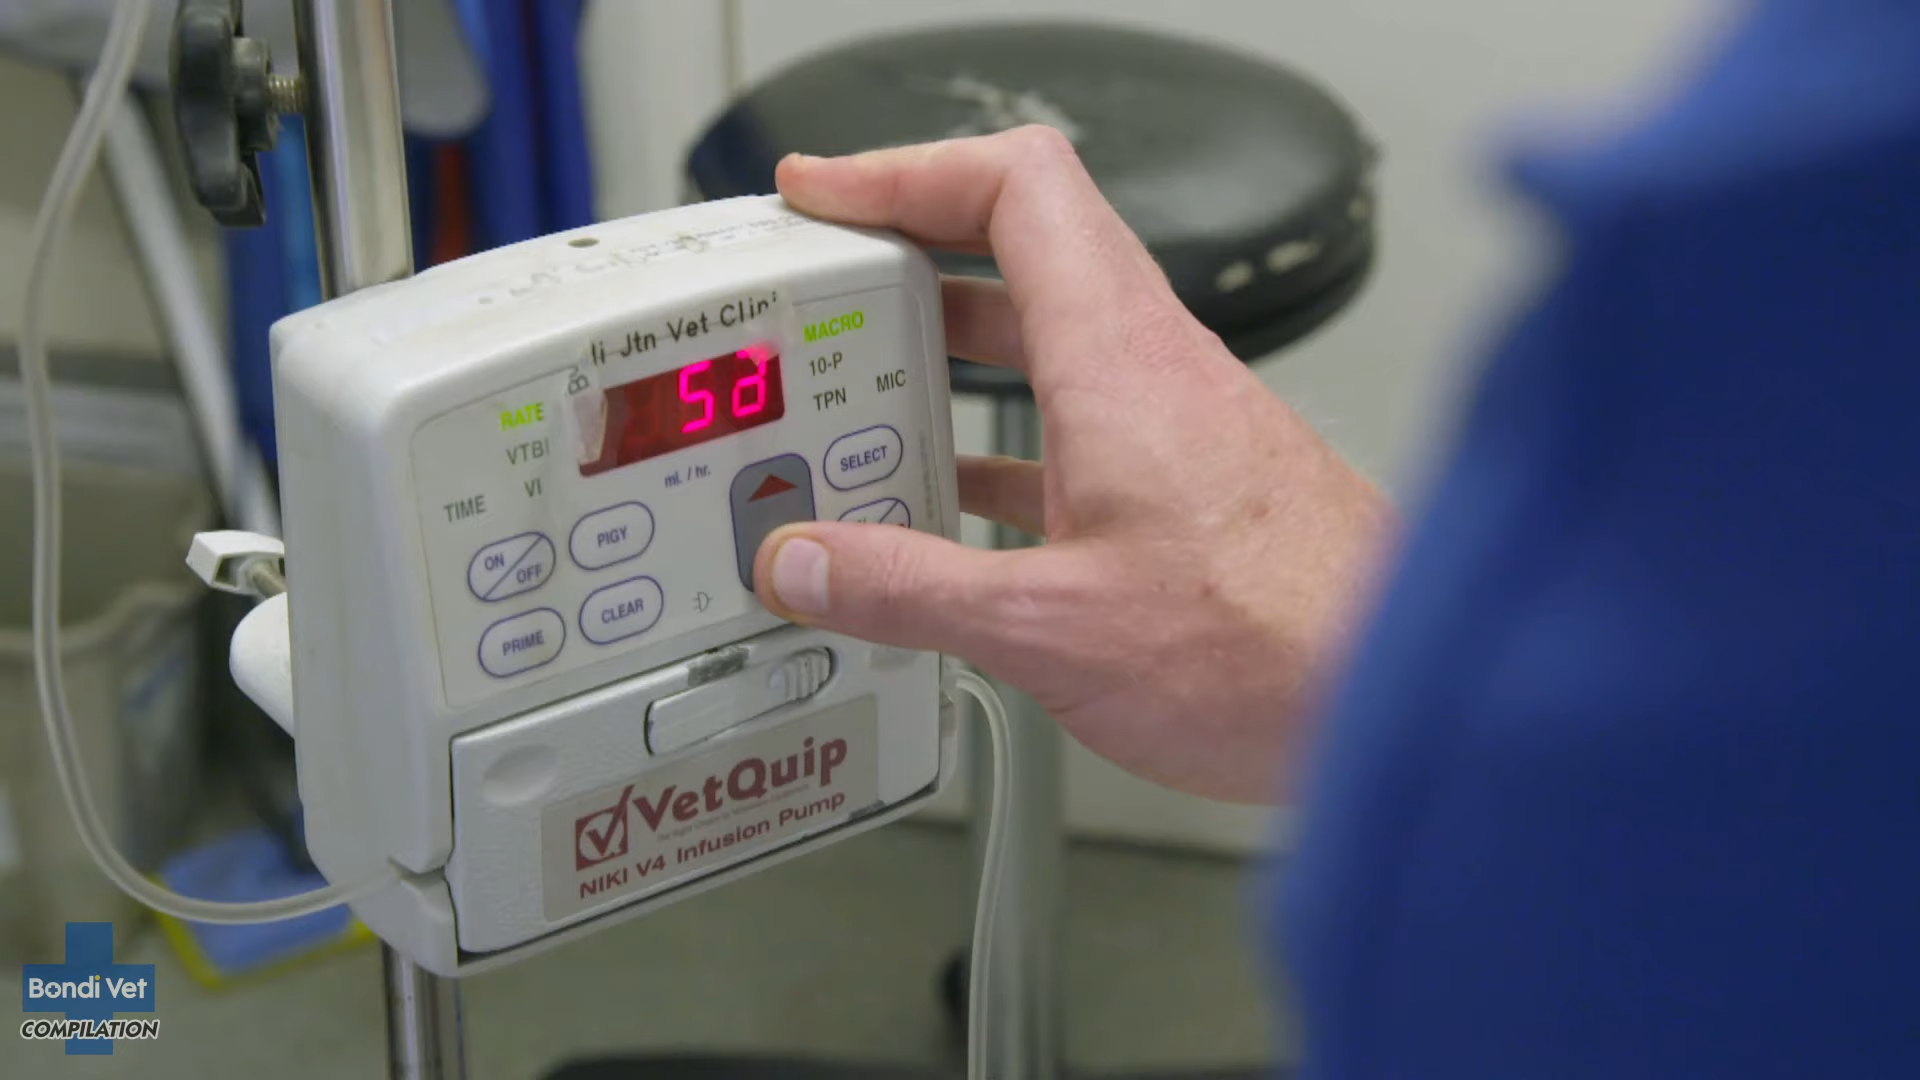 li Jtn Vet Clin
MACRO
10-P
TPN
MIC
RATE
VTBI
VI
TIME
ml. / hr.
SELECT
ON
OFF
PIGY
PRIME
CLEAR
VetQuip
NIKI V4 Infusion Pump
Bondi Vet
COMPILATION